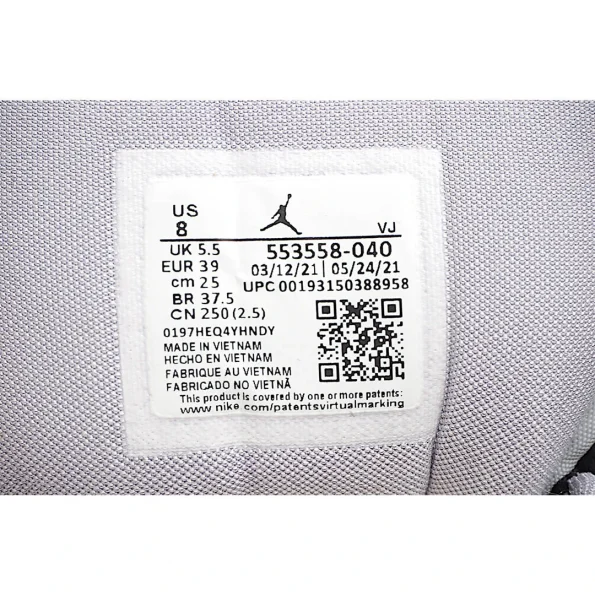 US
8 VJ
UK 5.5 553558-040
EUR 39 03/12/21 | 05/24/21
cm 25 UPC 00193150388958
BR 37.5
CN 250 (2.5)
0197HEQ4YHNDY
MADE IN VIETNAM
HECHO EN VIETNAM
FABRIQUE AU VIETNAM
FABRICADO NO VIETNÃ
This product is covered by one or more patents.
www.nike.com/patentsvirtualmarking